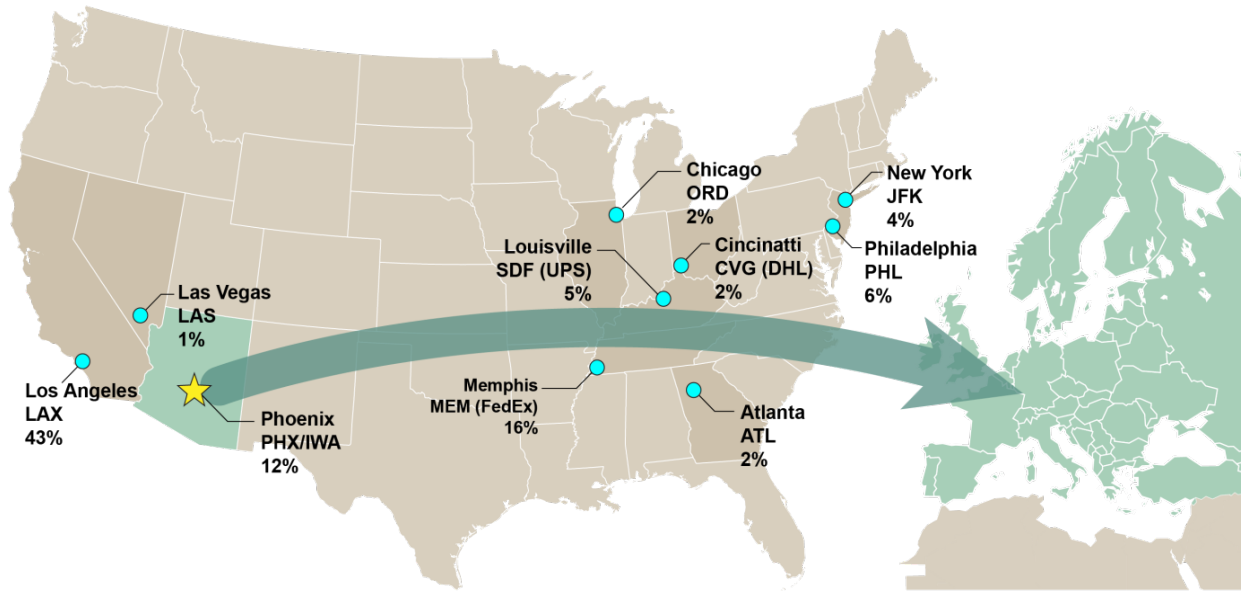 Chicago
ORD
2%
New York
JFK
4%
Louisville
SDF (UPS)
5%
Cincinatti
CVG (DHL)
2%
Philadelphia
PHL
6%
Las Vegas
LAS
1%
Los Angeles
LAX
43%
Phoenix
PHX/IWA
12%
Memphis
MEM (FedEx)
16%
Atlanta
ATL
2%